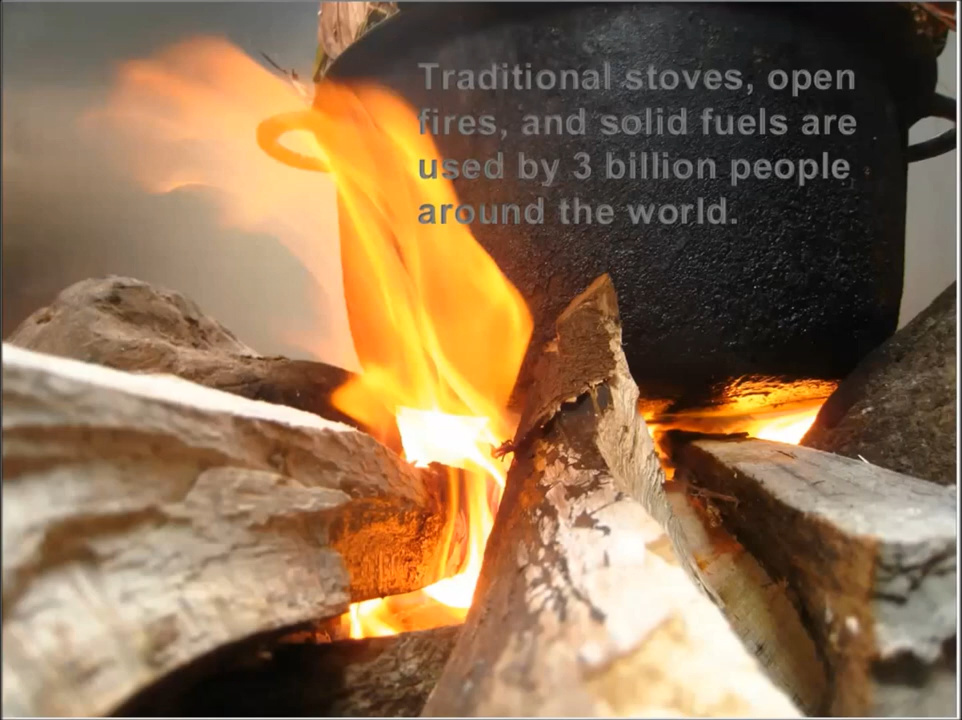 Traditional stoves, open
fires, and solid fuels are
used by 3 billion people
around the world.